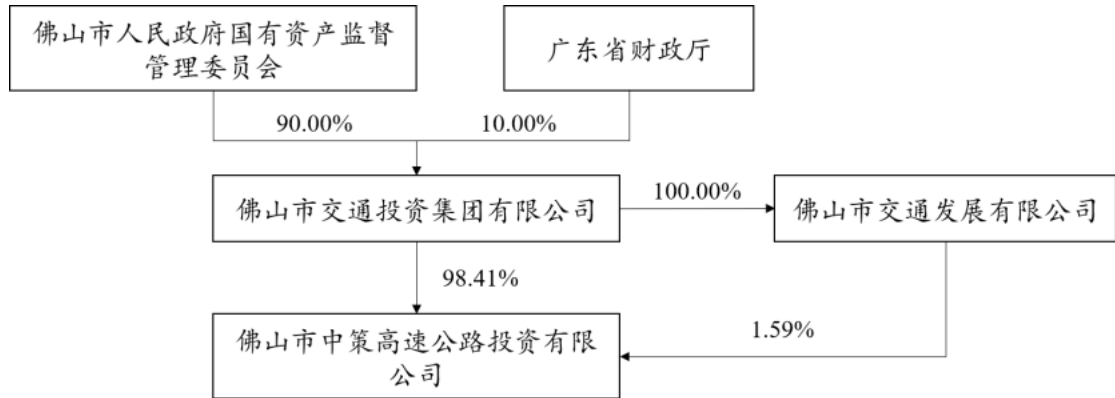 佛山市人民政府国有资产监督
管理委员会
广东省财政厅
90.00%
10.00%
佛山市交通投资集团有限公司
100.00%
佛山市交通发展有限公司
98.41%
1.59%
佛山市中策高速公路投资有限
公司